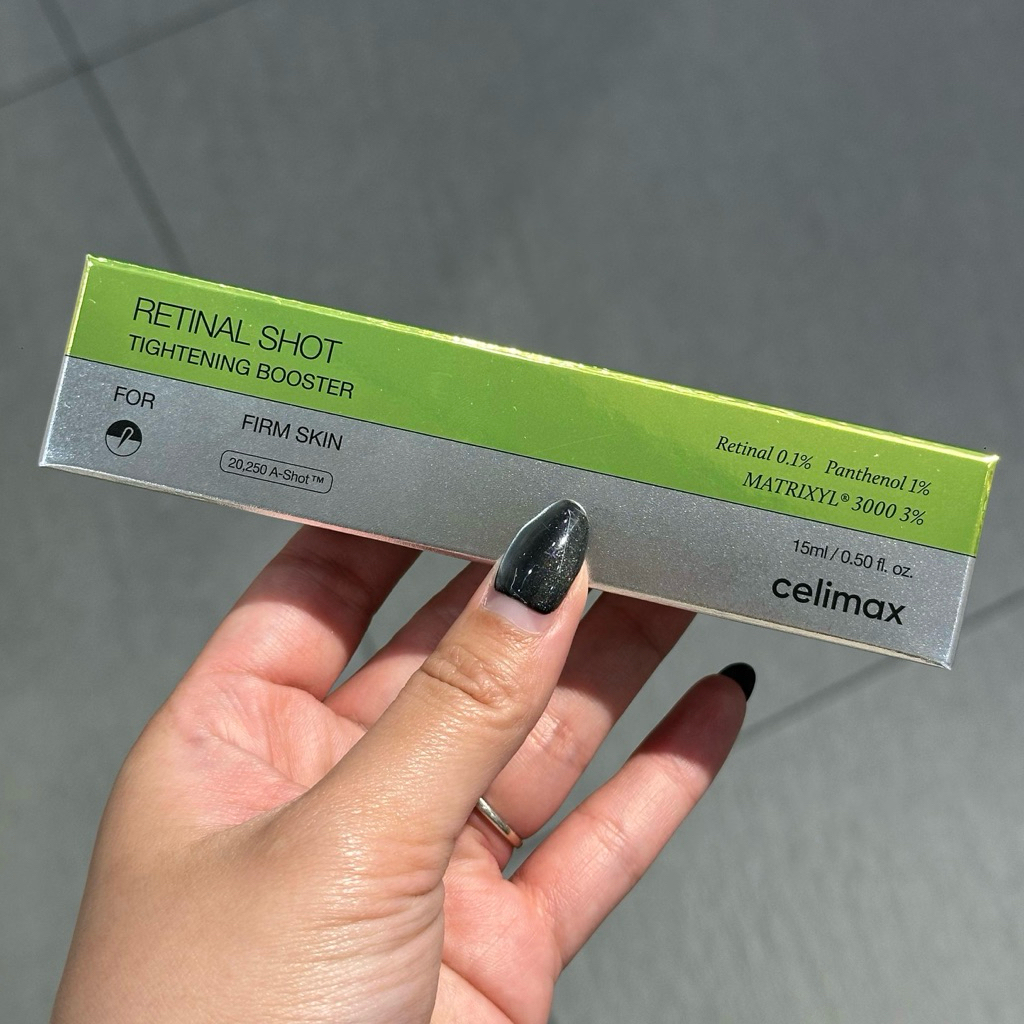 RETINAL SHOT
TIGHTENING BOOSTER
FOR
FIRM SKIN
20,250 A-Shot™
Retinal 0.1% Panthenol 1%
MATRIXYL® 3000 3%
15ml / 0.50 fl. oz.
celimax